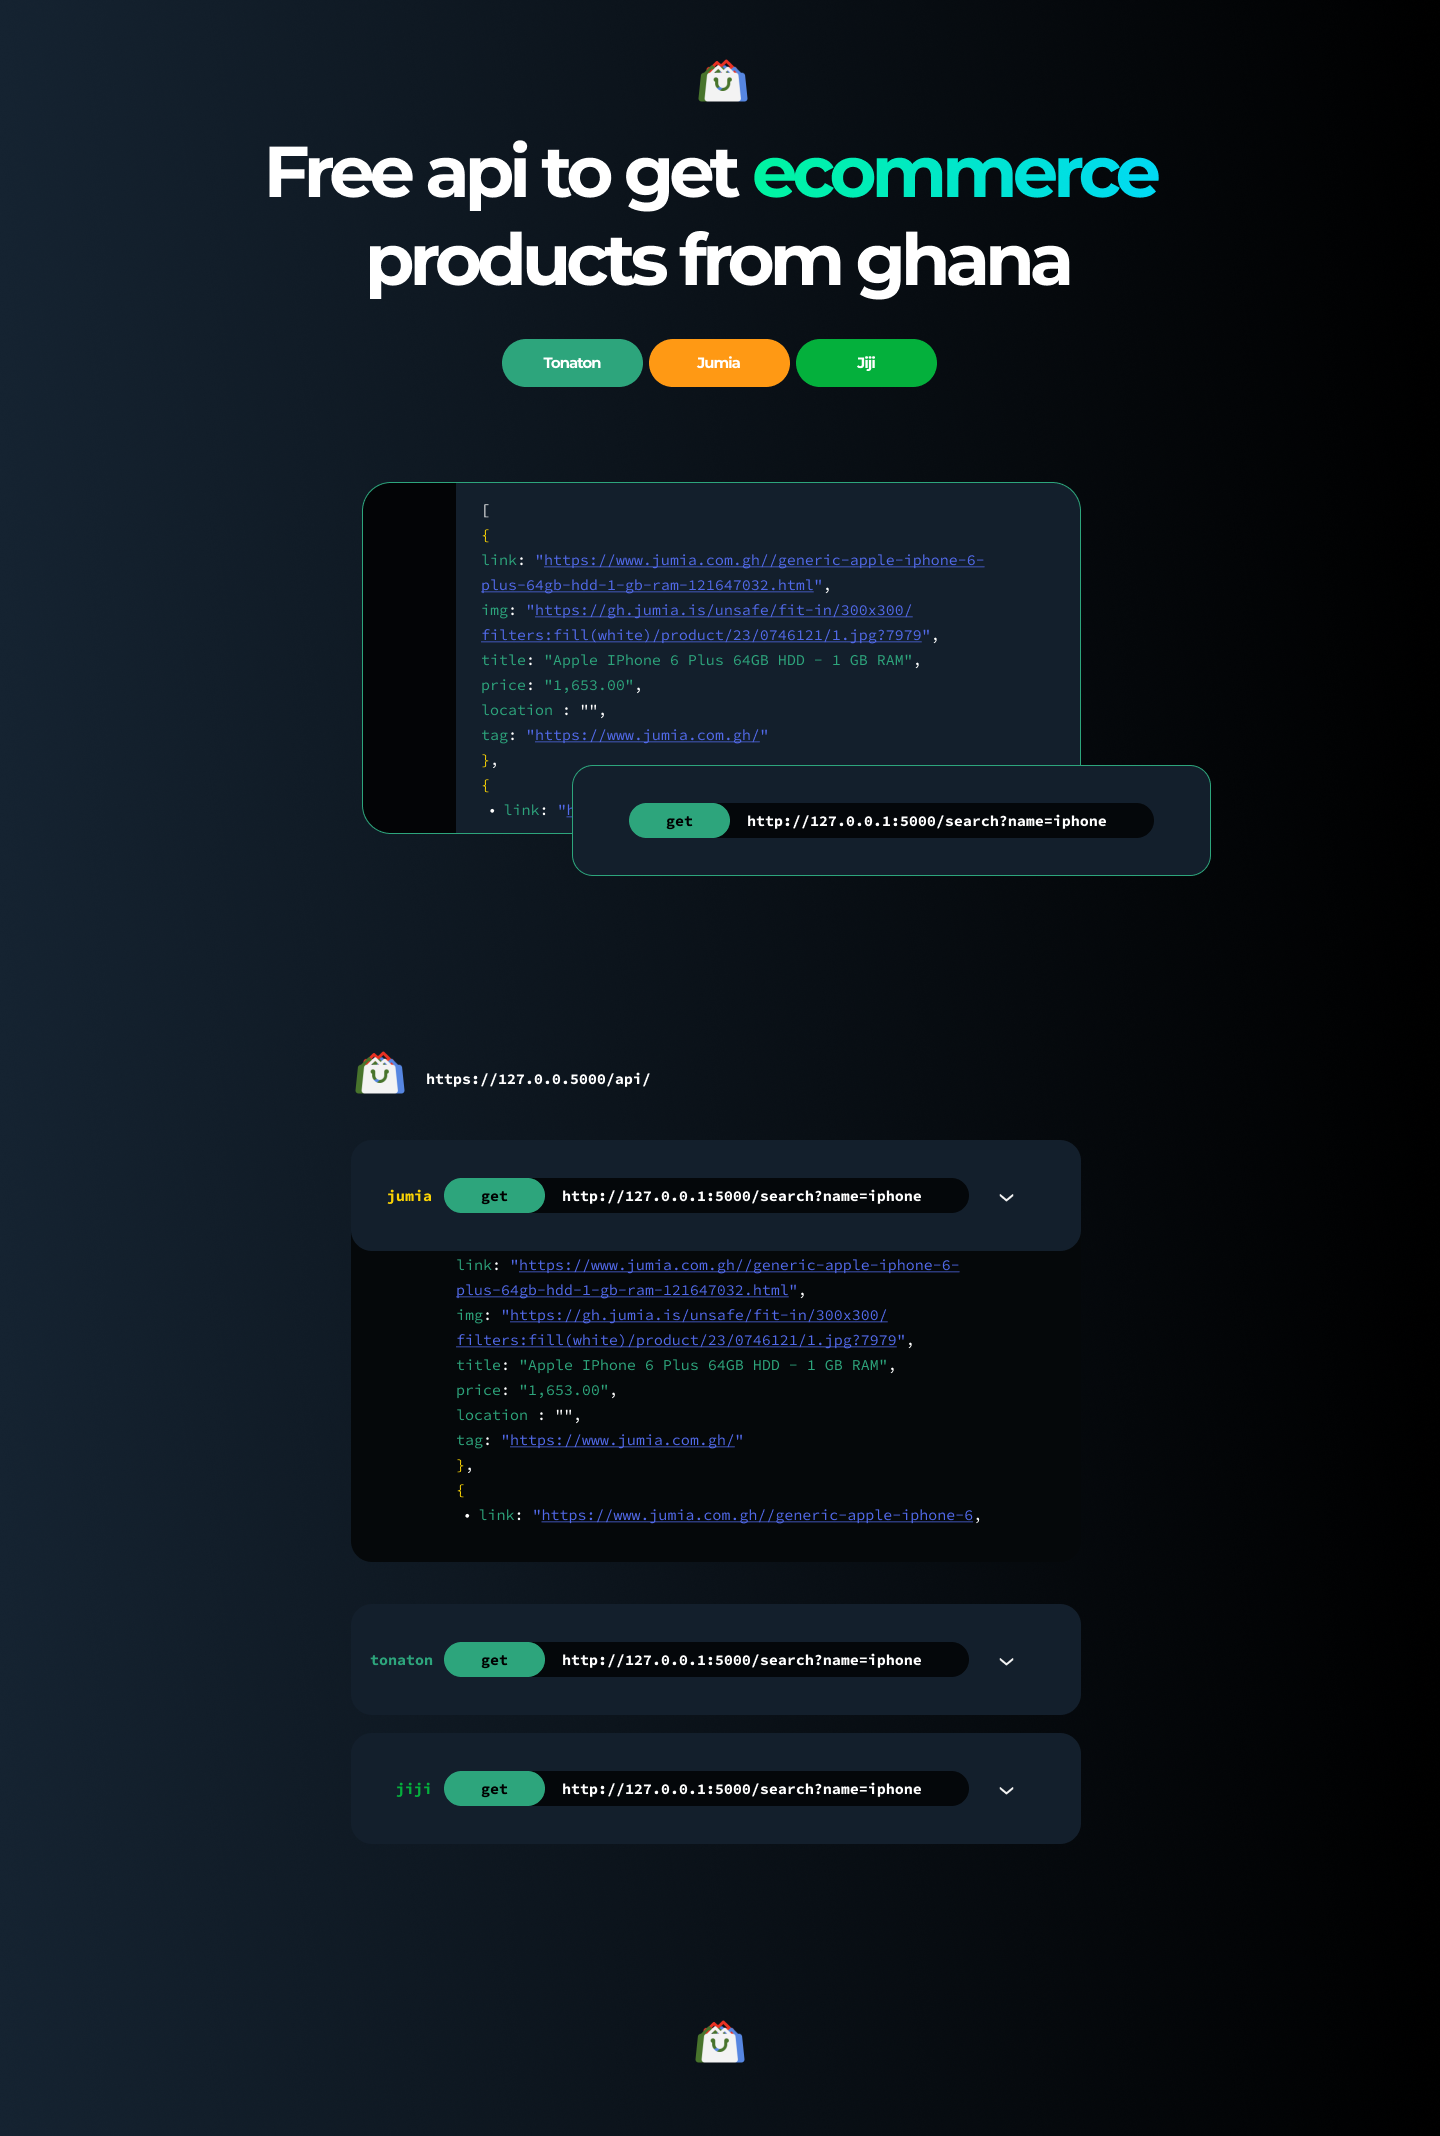 Free api to get ecommerce
products from ghana
Tonaton
Jumia
Jiji
[
{
link: "https://www.jumia.com.gh//generic-apple-iphone-6-
plus-64gb-hdd-1-gb-ram-121647032.html",
img: "https://gh.jumia.is/unsafe/fit-in/300x300/
filters:fill(white)/product/23/0746121/1.jpg?7979",
title: "Apple IPhone 6 Plus 64GB HDD - 1 GB RAM",
price: "1,653.00",
location : "",
tag: "https://www.jumia.com.gh/"
},
{
• link: "h
get http://127.0.0.1:5000/search?name=iphone
https://127.0.0.5000/api/
jumia get http://127.0.0.1:5000/search?name=iphone
link: "https://www.jumia.com.gh//generic-apple-iphone-6-
plus-64gb-hdd-1-gb-ram-121647032.html",
img: "https://gh.jumia.is/unsafe/fit-in/300x300/
filters:fill(white)/product/23/0746121/1.jpg?7979",
title: "Apple IPhone 6 Plus 64GB HDD - 1 GB RAM",
price: "1,653.00",
location : "",
tag: "https://www.jumia.com.gh/"
},
{
• link: "https://www.jumia.com.gh//generic-apple-iphone-6,
tonaton get http://127.0.0.1:5000/search?name=iphone
jiji get http://127.0.0.1:5000/search?name=iphone